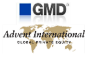 GMD®
Advent International
GLOBAL PRIVATE EQUITY